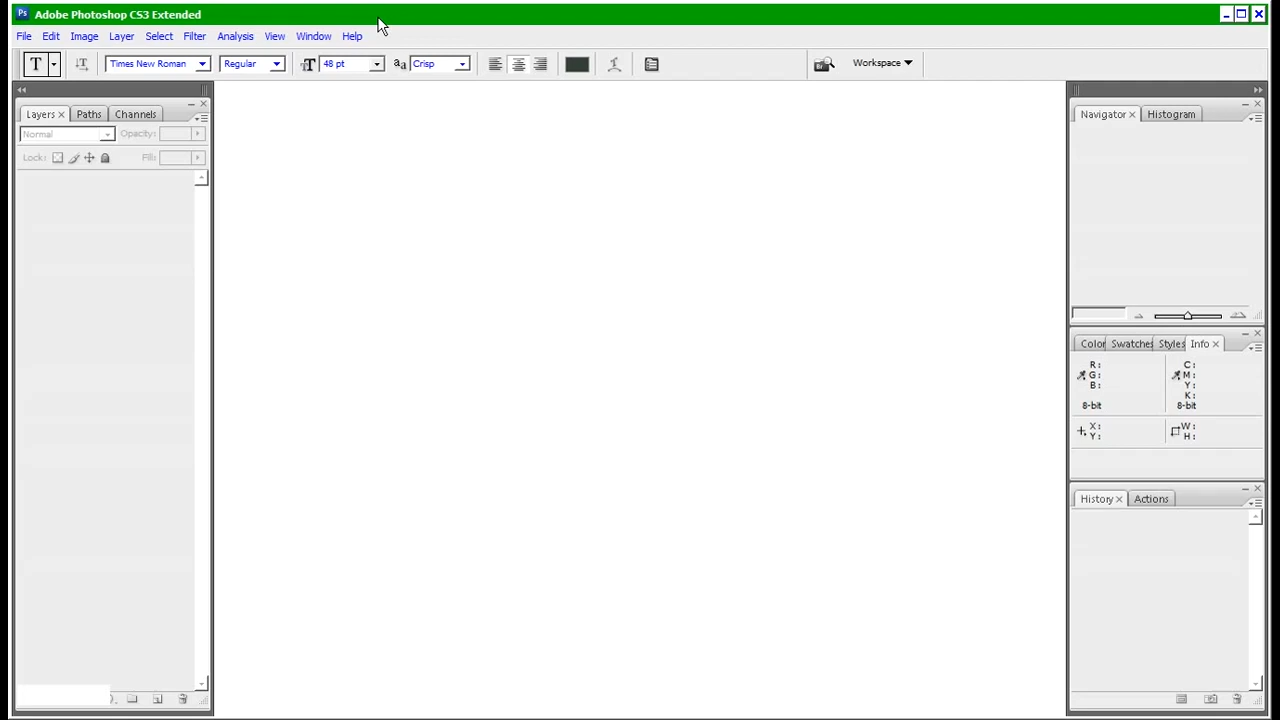 Ps Adobe Photoshop CS3 Extended
File Edit Image Layer Select Filter Analysis View Window Help
T T Times New Roman Regular T 48 pt aa Crisp Workspace
Layers x Paths Channels
Normal Opacity:
Lock: Fill:
Navigator x Histogram
Color Swatches Styles Info x
R: C:
G: M:
B: Y:
K:
8-bit 8-bit
X: W:
Y: H:
History x Actions